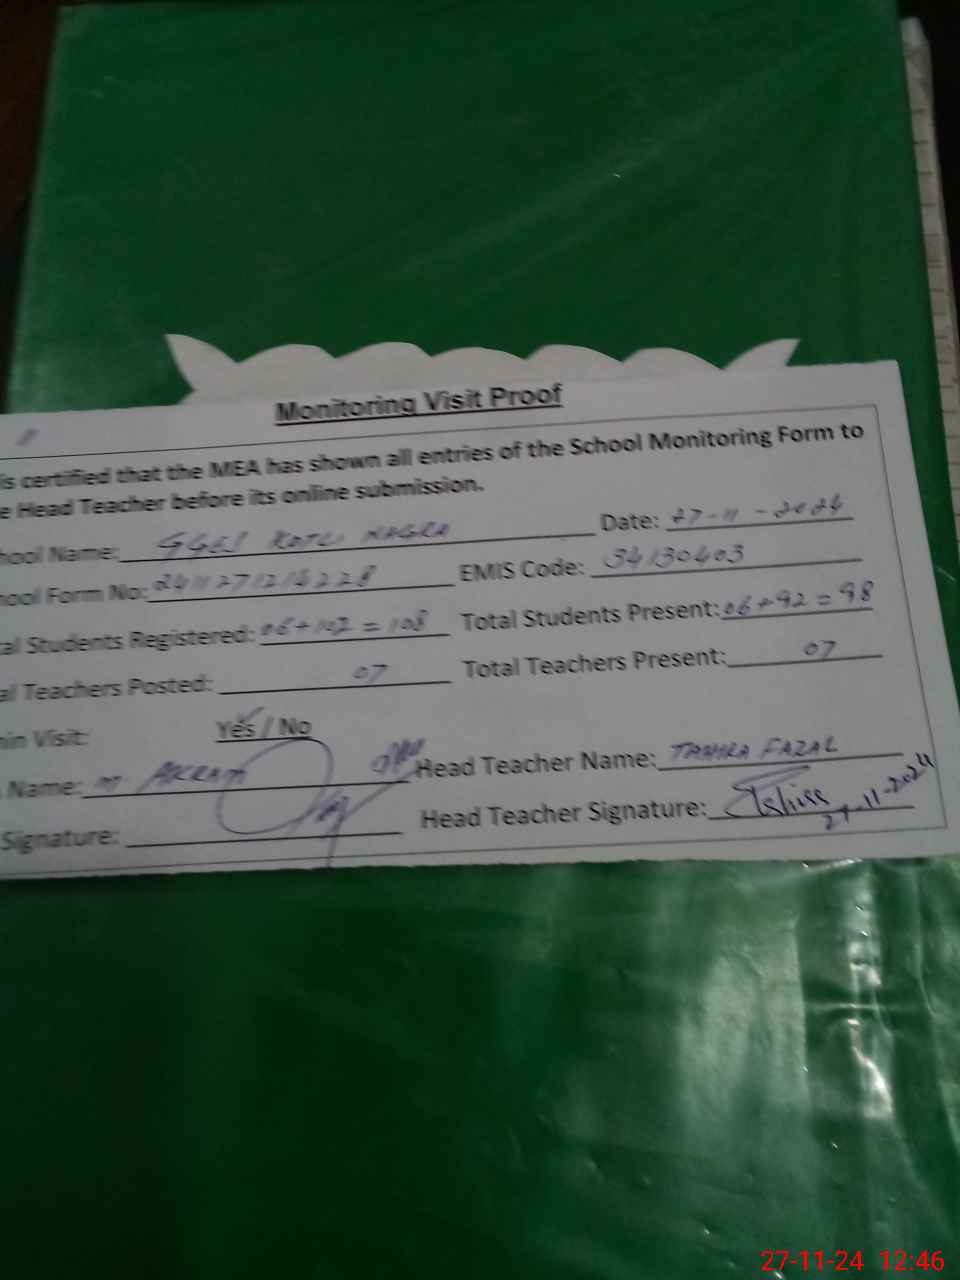 Monitoring Visit Proof
is certified that the MEA has shown all entries of the School Monitoring Form to
e Head Teacher before its online submission.
hool Name: GGES KOTLI NAGRA Date: 27-11-2024
hool Form No: EMIS Code: 34130403
al Students Registered: 06+102=108 Total Students Present: 06+92=98
al Teachers Posted: 07 Total Teachers Present: 07
in Visit: Yes / No
Name: M. AKRAM Head Teacher Name: TAHIRA FAZAL
Signature: Head Teacher Signature:
27-11-2024
27-11-24 12:46